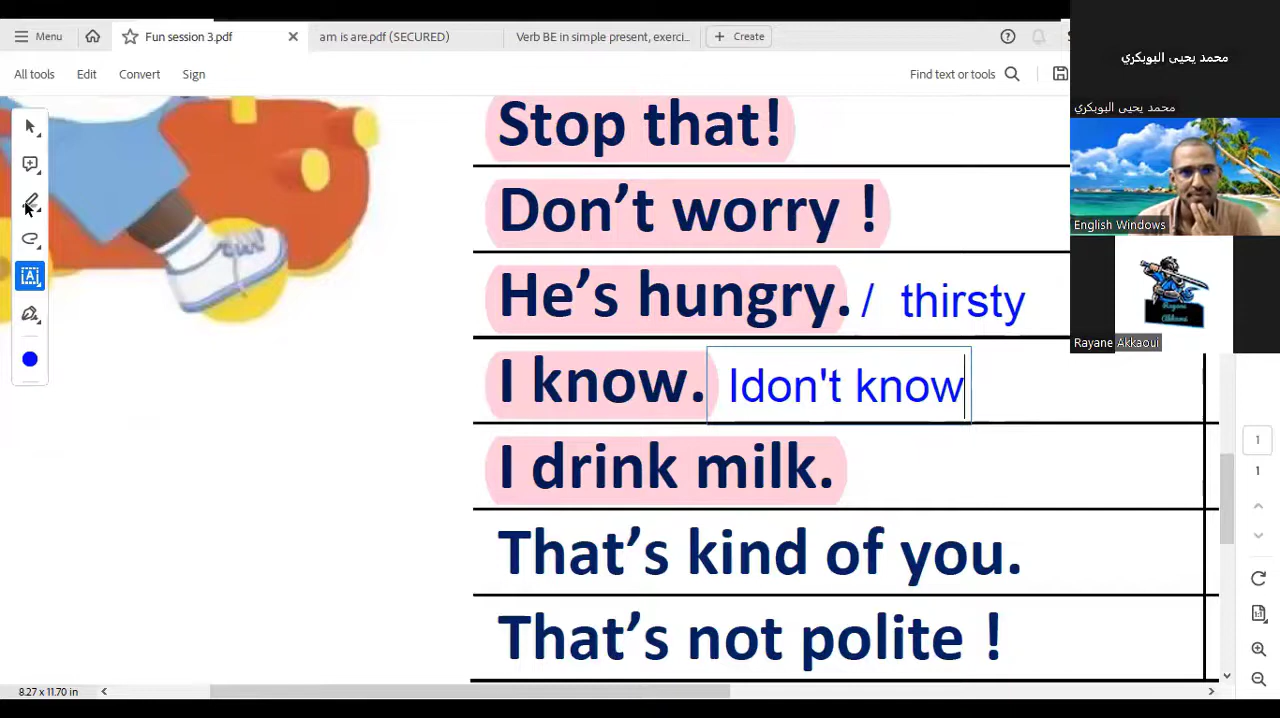 Menu
Fun session 3.pdf
am is are.pdf (SECURED)
Verb BE in simple present, exerci...
Create
All tools
Edit
Convert
Sign
Find text or tools
محمد يحيى البوبكري
محمد يحيى البوبكري
English Windows
Rayane
Akkaoui
Rayane Akkaoui
Stop that!
Don’t worry !
He’s hungry. / thirsty
I know. Idon't know
I drink milk.
That’s kind of you.
That’s not polite !
1
1
8.27 x 11.70 in